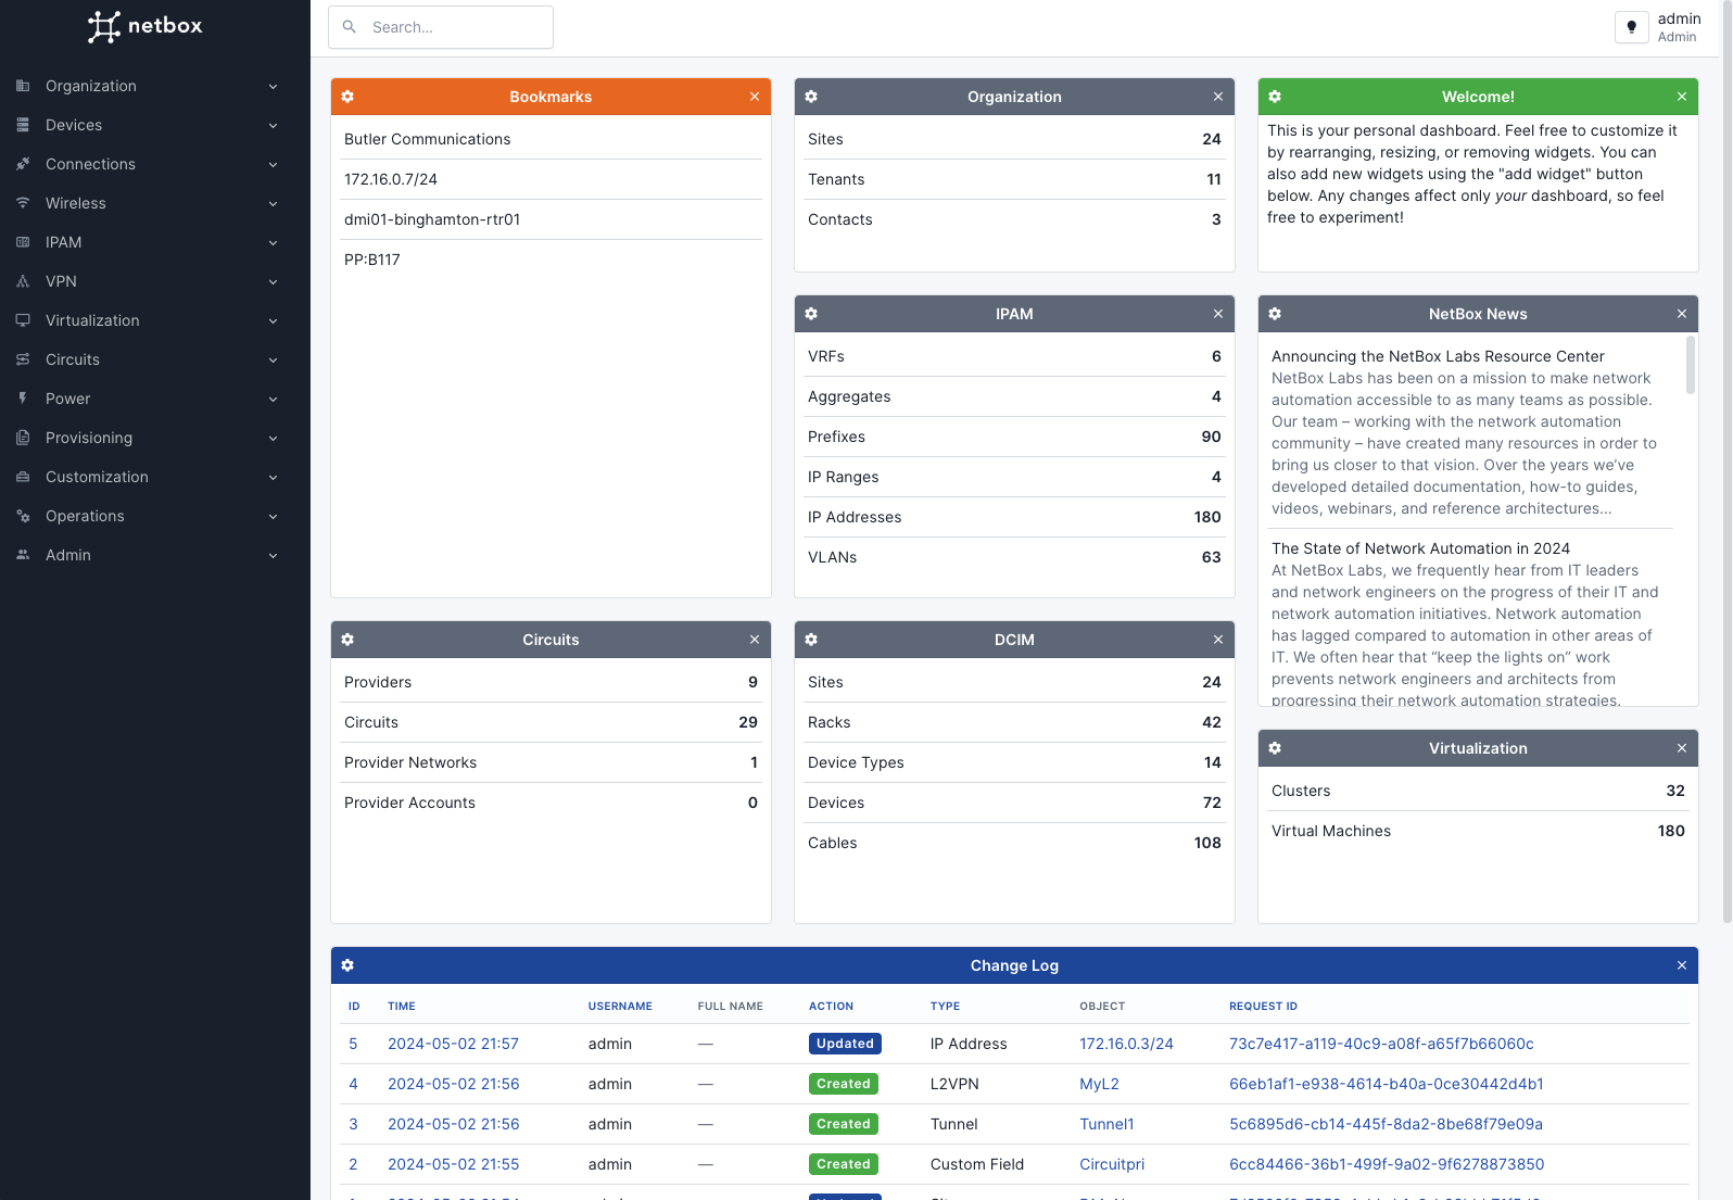 netbox
Search...
admin
Admin
Organization
Devices
Connections
Wireless
IPAM
VPN
Virtualization
Circuits
Power
Provisioning
Customization
Operations
Admin
Bookmarks
Butler Communications
172.16.0.7/24
dmi01-binghamton-rtr01
PP:B117
Organization
Sites 24
Tenants 11
Contacts 3
Welcome!
This is your personal dashboard. Feel free to customize it
by rearranging, resizing, or removing widgets. You can
also add new widgets using the "add widget" button
below. Any changes affect only your dashboard, so feel
free to experiment!
IPAM
VRFs 6
Aggregates 4
Prefixes 90
IP Ranges 4
IP Addresses 180
VLANs 63
NetBox News
Announcing the NetBox Labs Resource Center
NetBox Labs has been on a mission to make network
automation accessible to as many teams as possible.
Our team – working with the network automation
community – have created many resources in order to
bring us closer to that vision. Over the years we’ve
developed detailed documentation, how-to guides,
videos, webinars, and reference architectures...
The State of Network Automation in 2024
At NetBox Labs, we frequently hear from IT leaders
and network engineers on the progress of their IT and
network automation initiatives. Network automation
has lagged compared to automation in other areas of
IT. We often hear that “keep the lights on” work
prevents network engineers and architects from
progressing their network automation strategies.
Circuits
Providers 9
Circuits 29
Provider Networks 1
Provider Accounts 0
DCIM
Sites 24
Racks 42
Device Types 14
Devices 72
Cables 108
Virtualization
Clusters 32
Virtual Machines 180
Change Log
ID TIME USERNAME FULL NAME ACTION TYPE OBJECT REQUEST ID
5 2024-05-02 21:57 admin — Updated IP Address 172.16.0.3/24 73c7e417-a119-40c9-a08f-a65f7b66060c
4 2024-05-02 21:56 admin — Created L2VPN MyL2 66eb1af1-e938-4614-b40a-0ce30442d4b1
3 2024-05-02 21:56 admin — Created Tunnel Tunnel1 5c6895d6-cb14-445f-8da2-8be68f79e09a
2 2024-05-02 21:55 admin — Created Custom Field Circuitpri 6cc84466-36b1-499f-9a02-9f6278873850